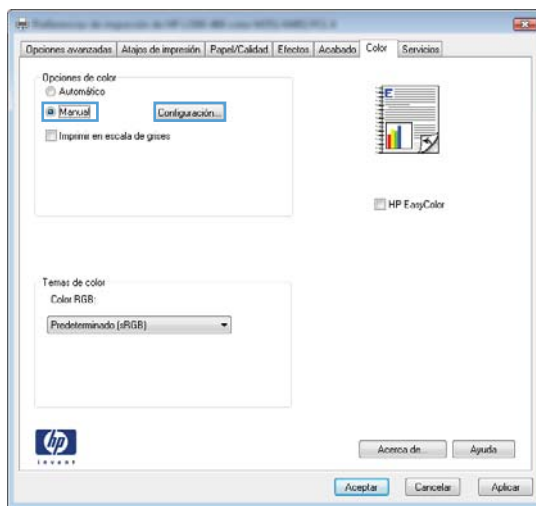 Opciones avanzadas Atajos de impresión Papel/Calidad Efectos Acabado Color Servicios
Opciones de color
Automático
Manual Configuración...
Imprimir en escala de grises
E
HP EasyColor
Temas de color
Color RGB:
Predeterminado (sRGB)
hp
invent
Acerca de... Ayuda
Aceptar Cancelar Aplicar